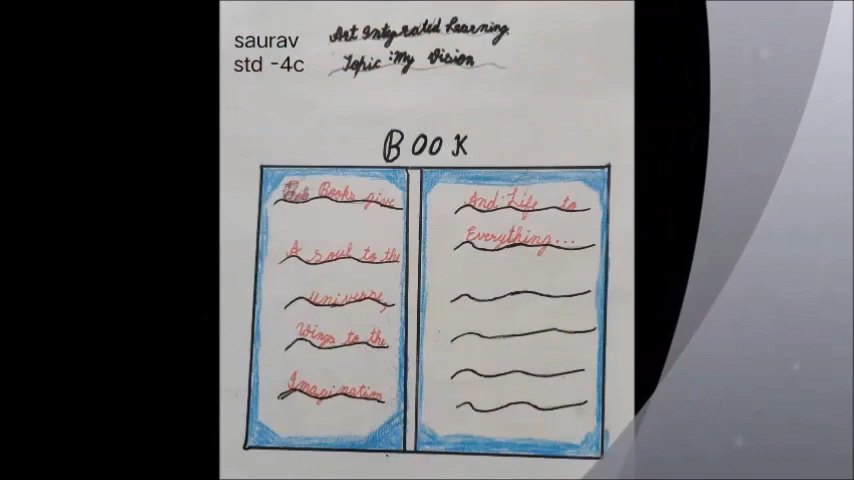 saurav
std -4c
Art Integrated Learning
Topic :My Vision
BOOK
Books give
A soul to the
universe,
Wings to the
Imagination
And Life to
Everything...